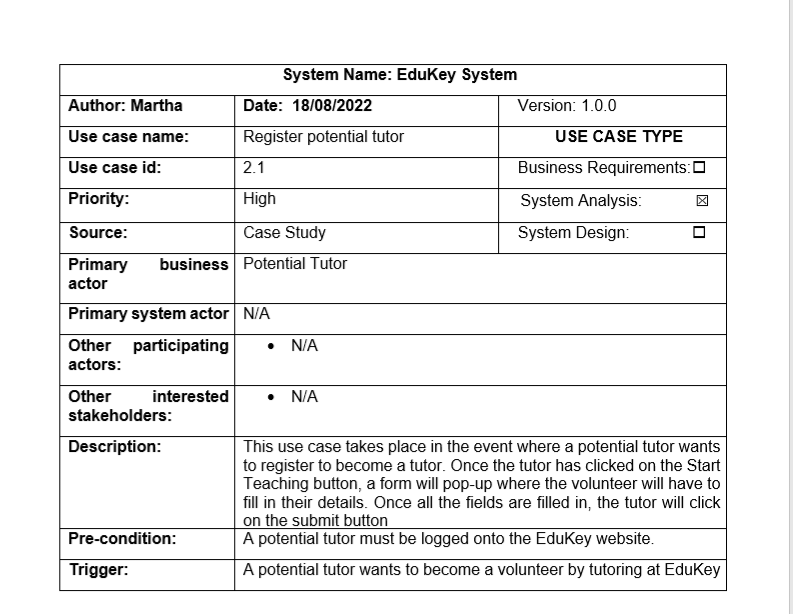 System Name: EduKey System
Author: Martha Date: 18/08/2022 Version: 1.0.0
Use case name: Register potential tutor USE CASE TYPE
Use case id: 2.1 Business Requirements:☐
Priority: High System Analysis: ☒
Source: Case Study System Design: ☐
Primary business Potential Tutor
actor
Primary system actor N/A
Other participating • N/A
actors:
Other interested • N/A
stakeholders:
Description: This use case takes place in the event where a potential tutor wants
to register to become a tutor. Once the tutor has clicked on the Start
Teaching button, a form will pop-up where the volunteer will have to
fill in their details. Once all the fields are filled in, the tutor will click
on the submit button
Pre-condition: A potential tutor must be logged onto the EduKey website.
Trigger: A potential tutor wants to become a volunteer by tutoring at EduKey